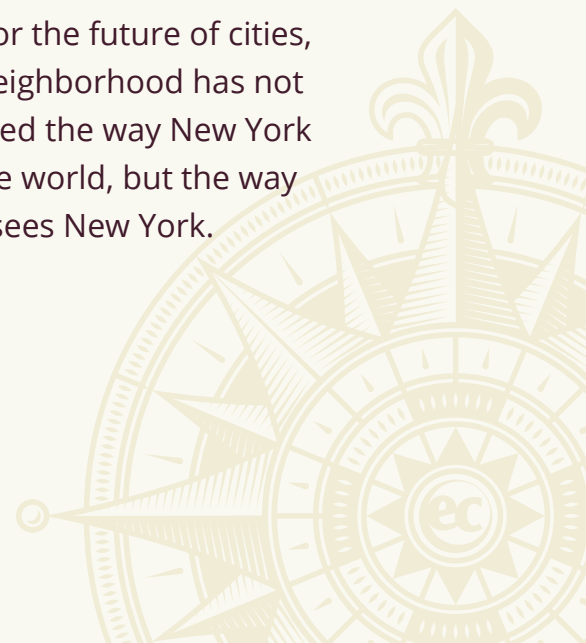 or the future of cities,
eighborhood has not
ed the way New York
e world, but the way
sees New York.
ec